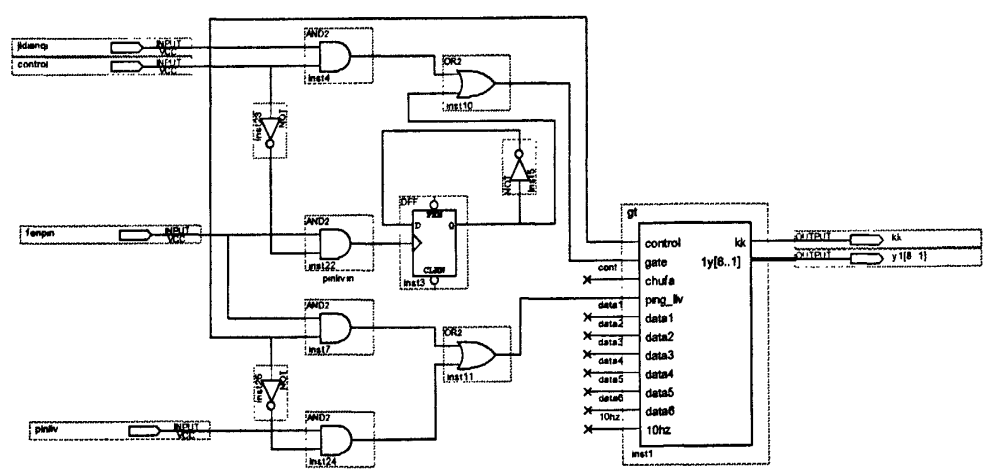 jidianqi INPUT VCC
control INPUT VCC
AND2
inst4
OR2
inst10
NOT
inst23
NOT
fenpin INPUT VCC
AND2
inst22
pinlvin
DFF
PRN
D Q
CLRN
inst3
AND2
inst7
OR2
inst11
NOT
AND2
inst24
pinlv INPUT VCC
gt
control kk
gate 1y[8..1]
cont chufa
ping_lv
data1 data1
data2 data2
data3 data3
data4 data4
data5 data5
data6 data6
10hz 10hz
inst1
OUTPUT kk
OUTPUT y1[8 1]